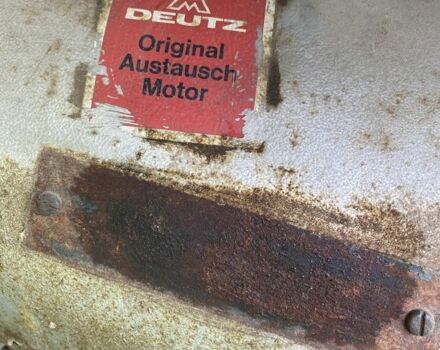 DEUTZ
Original
Austausch
Motor